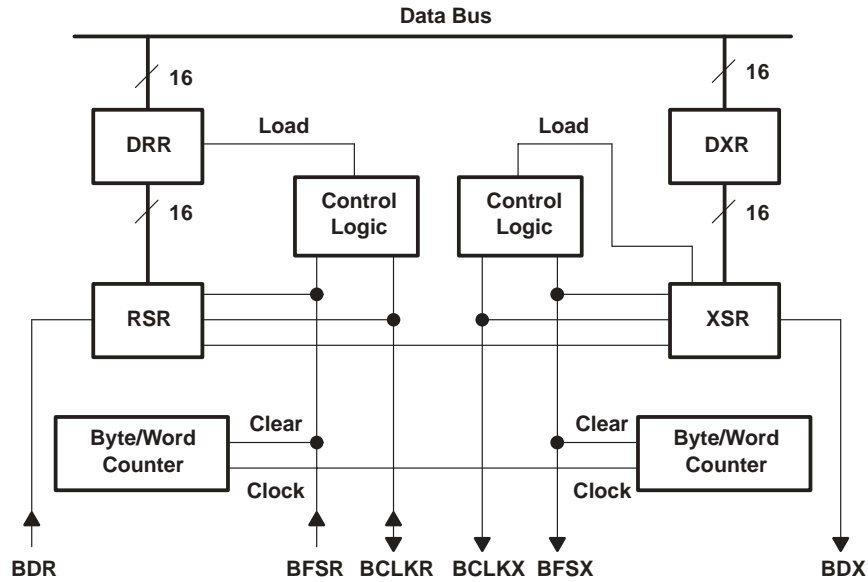 Data Bus
16
16
DRR
Load
Load
DXR
16
Control
Logic
Control
Logic
16
RSR
XSR
Byte/Word
Counter
Clear
Clear
Byte/Word
Counter
Clock
Clock
BDR
BFSR
BCLKR
BCLKX
BFSX
BDX